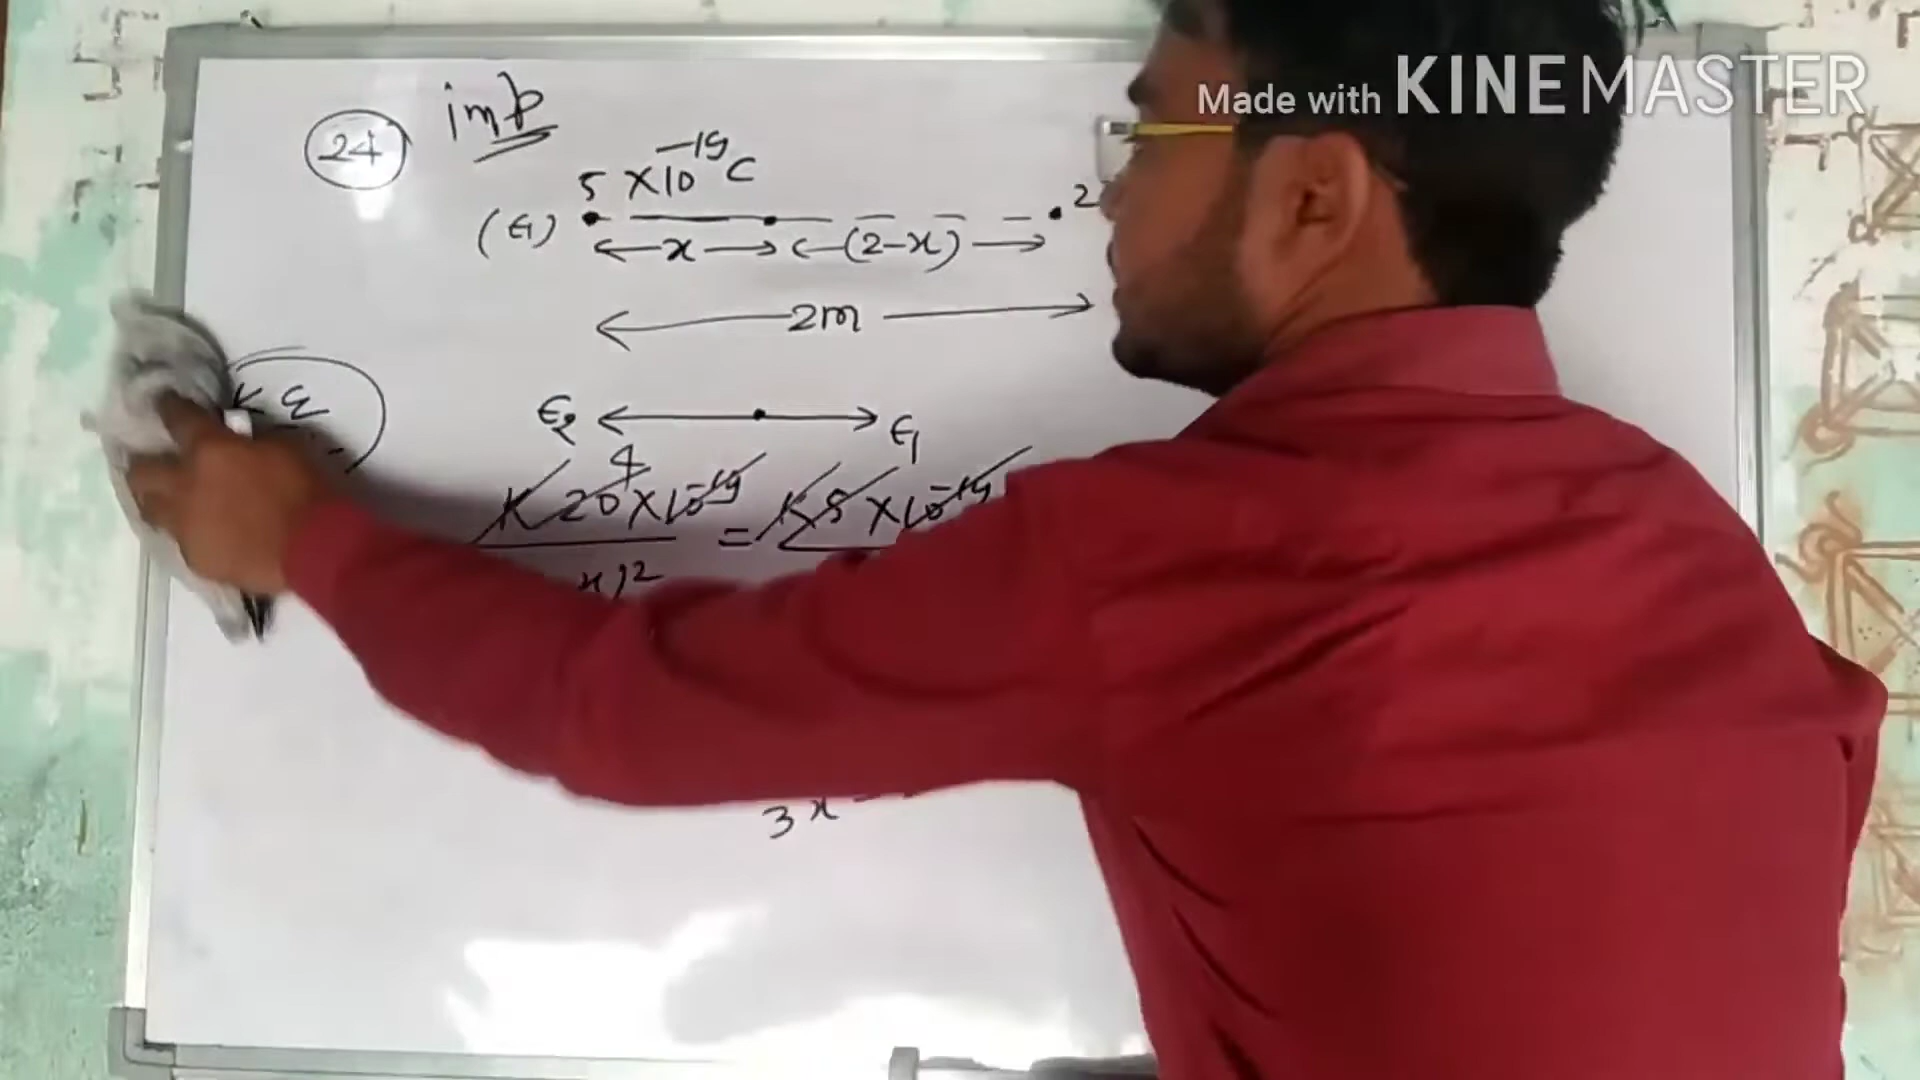 Made with KINEMASTER
24 imp
5 × 10⁻¹⁹ C
(E₁) 2
x (2-x)
2m
E₂ E₁
4
K 20 × 10⁻¹⁹ = K 5 × 10⁻¹⁹
x)²
3x